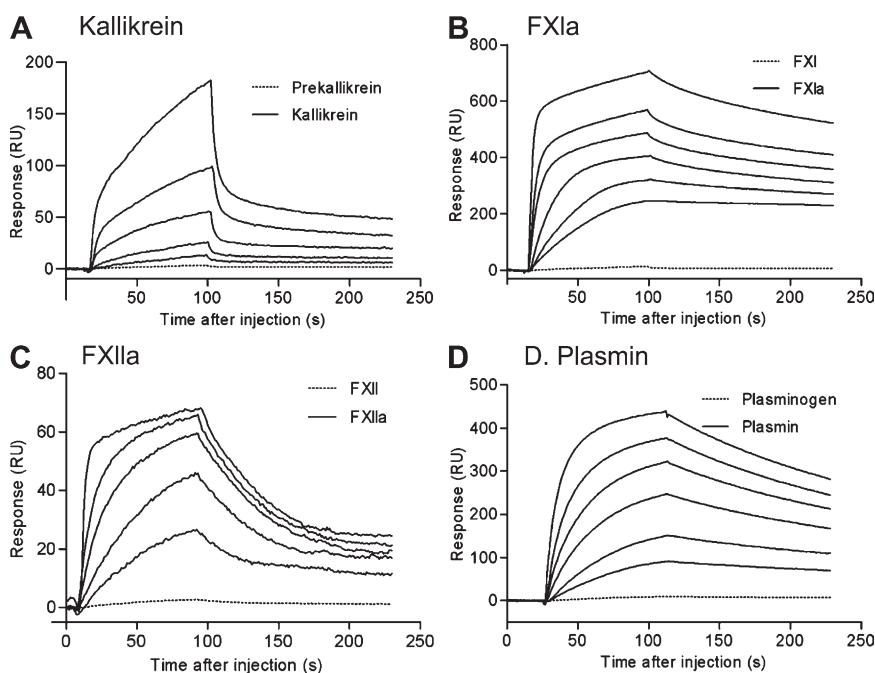 A Kallikrein
200
150
100
50
0
Response (RU)
Prekallikrein
Kallikrein
0 50 100 150 200 250
Time after injection (s)
B FXIa
800
600
400
200
0
Response (RU)
FXI
FXIa
50 100 150 200 250
Time after injection (s)
C FXIIa
80
60
40
20
0
Response (RU)
FXII
FXIIa
0 50 100 150 200 250
Time after injection (s)
D D. Plasmin
500
400
300
200
100
0
Response (RU)
Plasminogen
Plasmin
0 50 100 150 200 250
Time after injection (s)